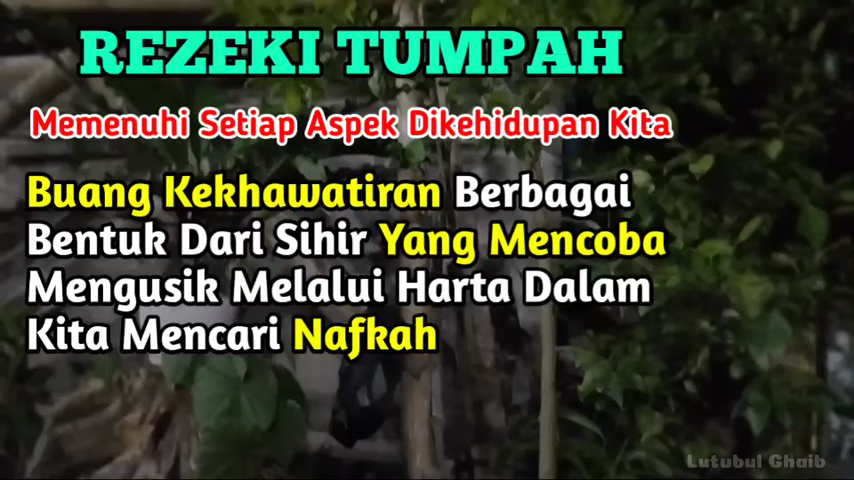 REZEKI TUMPAH
Memenuhi Setiap Aspek Dikehidupan Kita
Buang Kekhawatiran Berbagai
Bentuk Dari Sihir Yang Mencoba
Mengusik Melalui Harta Dalam
Kita Mencari Nafkah
Lutubul Ghaib